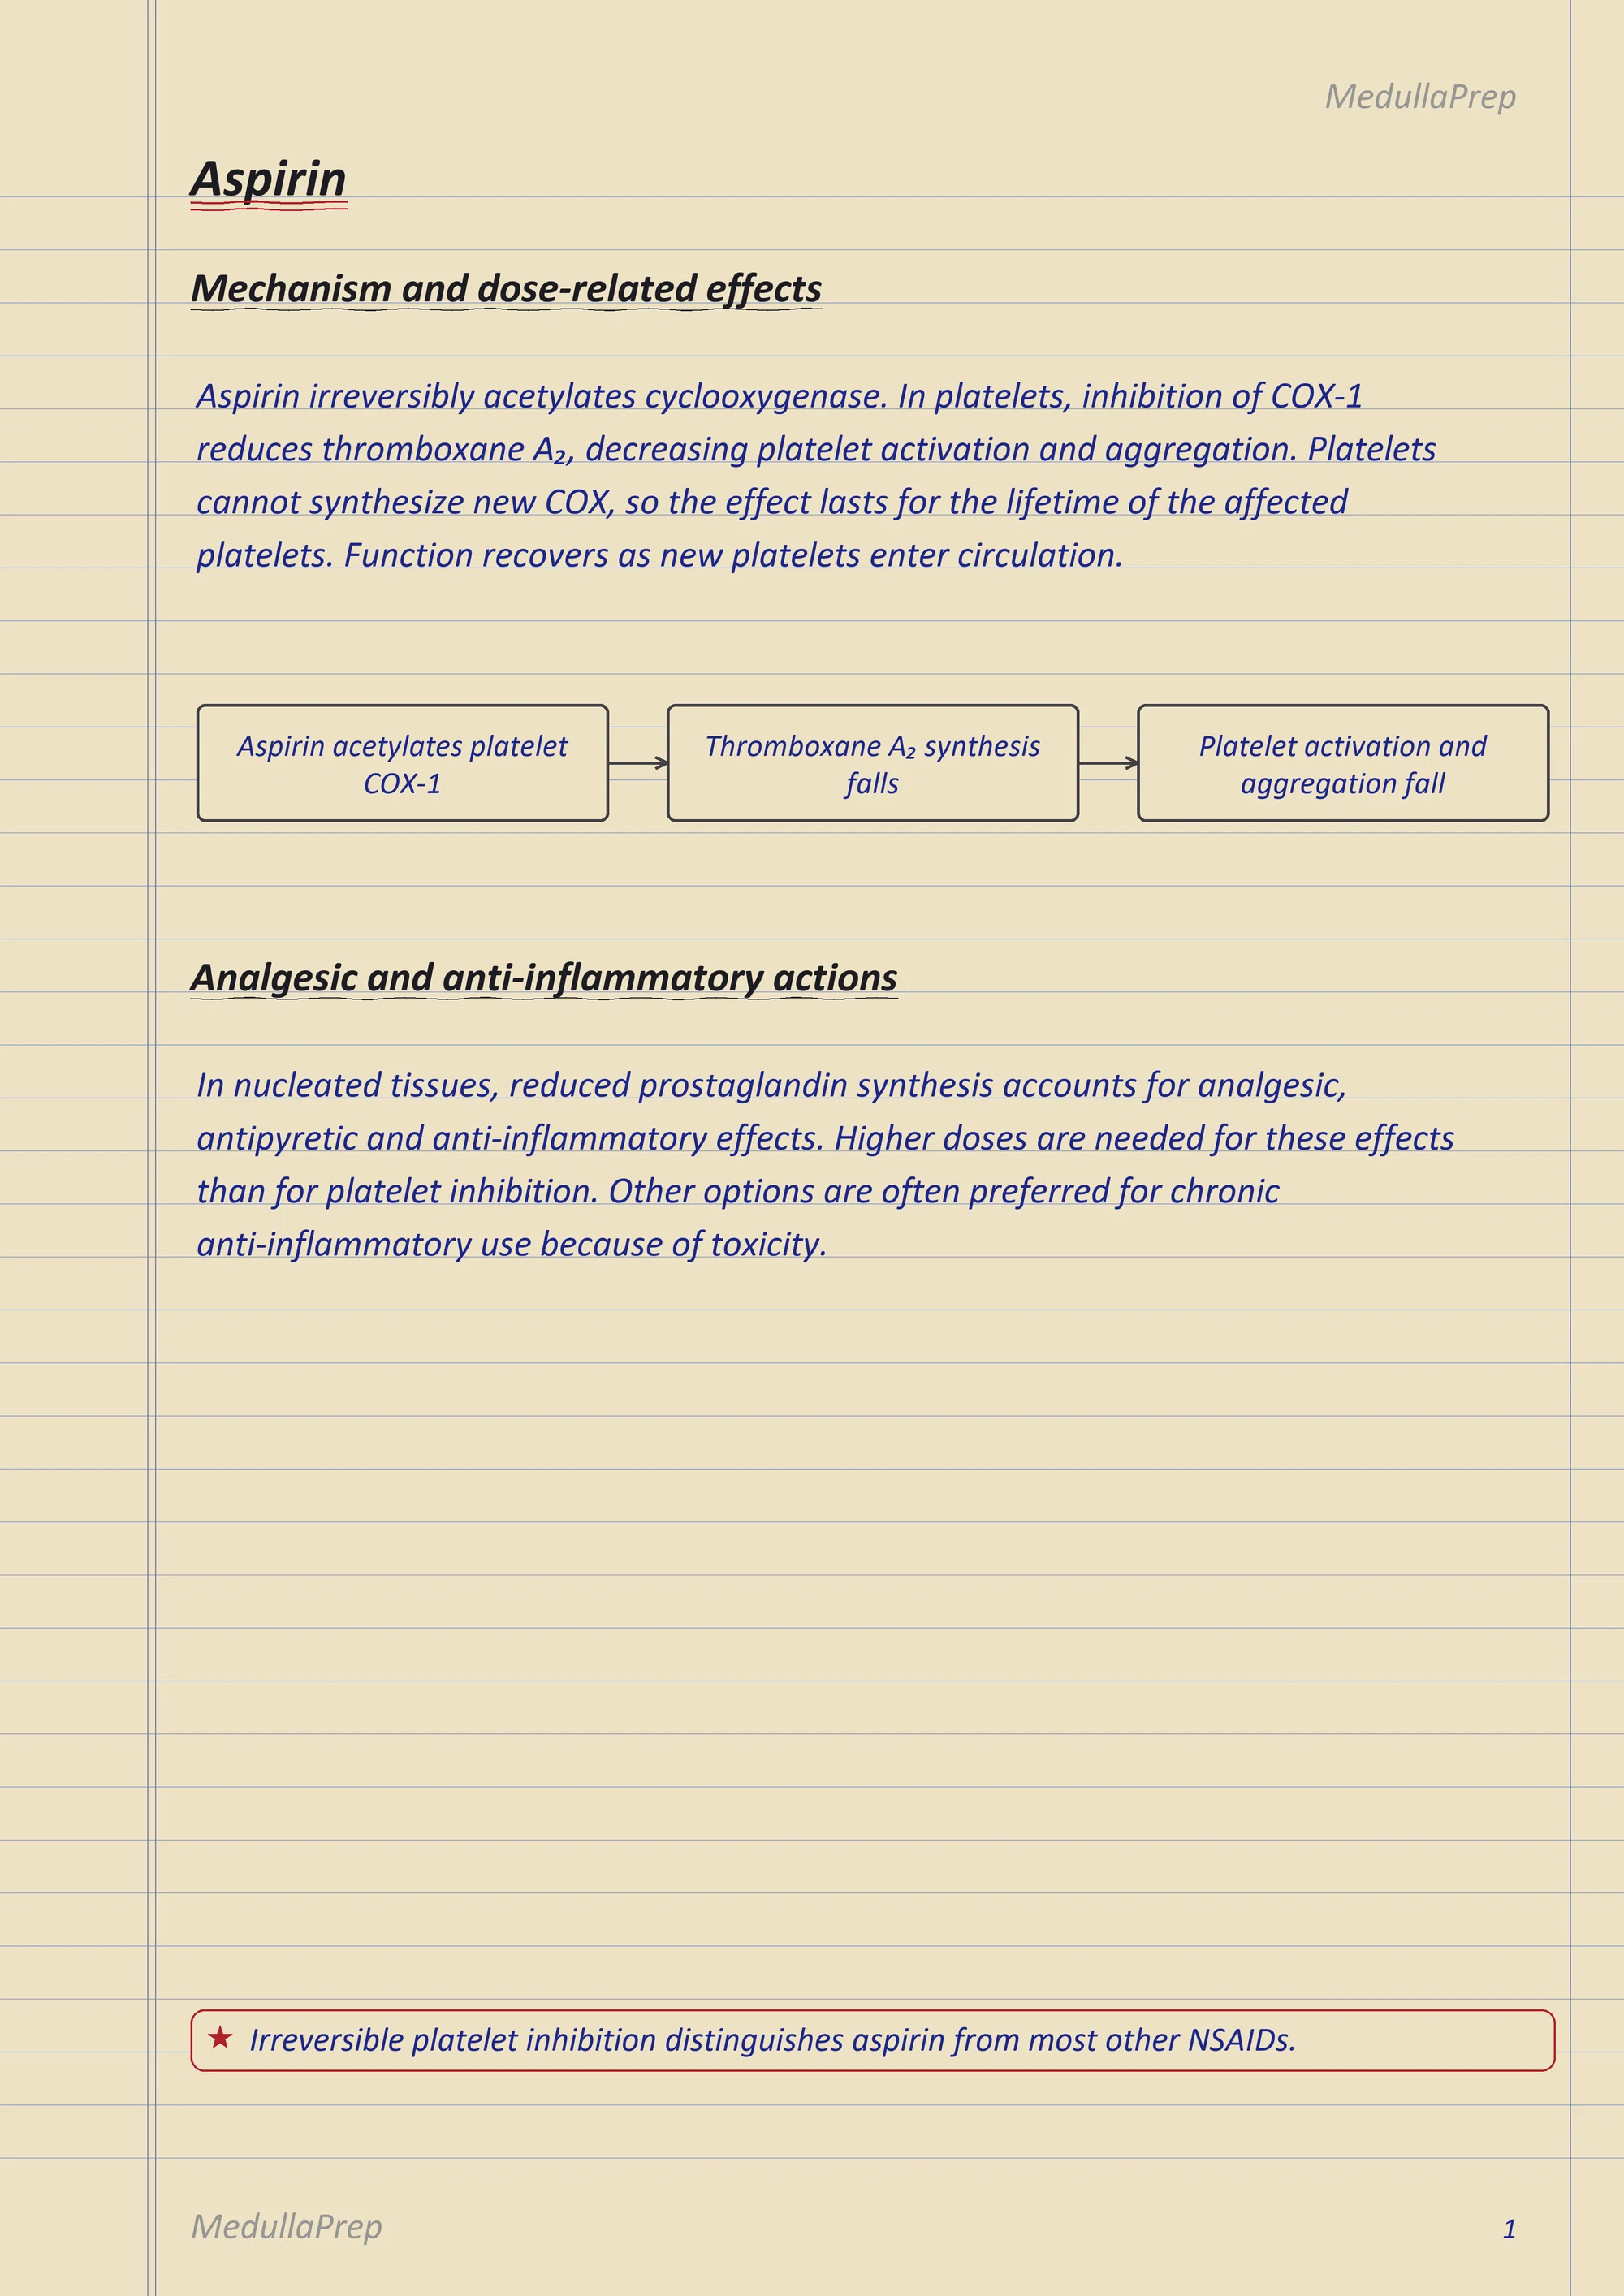 MedullaPrep
Aspirin
Mechanism and dose-related effects
Aspirin irreversibly acetylates cyclooxygenase. In platelets, inhibition of COX-1
reduces thromboxane A₂, decreasing platelet activation and aggregation. Platelets
cannot synthesize new COX, so the effect lasts for the lifetime of the affected
platelets. Function recovers as new platelets enter circulation.
Aspirin acetylates platelet
COX-1
Thromboxane A₂ synthesis
falls
Platelet activation and
aggregation fall
Analgesic and anti-inflammatory actions
In nucleated tissues, reduced prostaglandin synthesis accounts for analgesic,
antipyretic and anti-inflammatory effects. Higher doses are needed for these effects
than for platelet inhibition. Other options are often preferred for chronic
anti-inflammatory use because of toxicity.
★ Irreversible platelet inhibition distinguishes aspirin from most other NSAIDs.
MedullaPrep
1